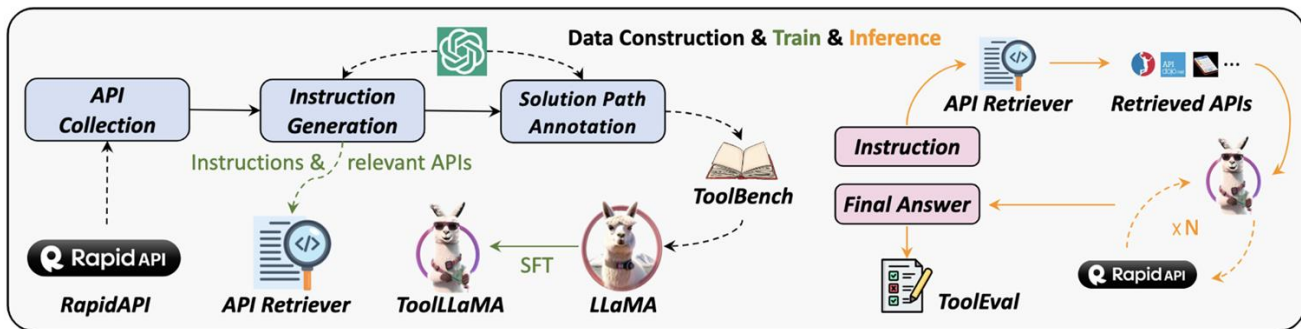 Data Construction & Train & Inference
API
Collection
Instruction
Generation
Solution Path
Annotation
Instructions & relevant APIs
ToolBench
Rapid API
RapidAPI
API Retriever
ToolLLaMA
SFT
LLaMA
API Retriever
API
Retrieved APIs
...
Instruction
Final Answer
x N
Rapid API
ToolEval